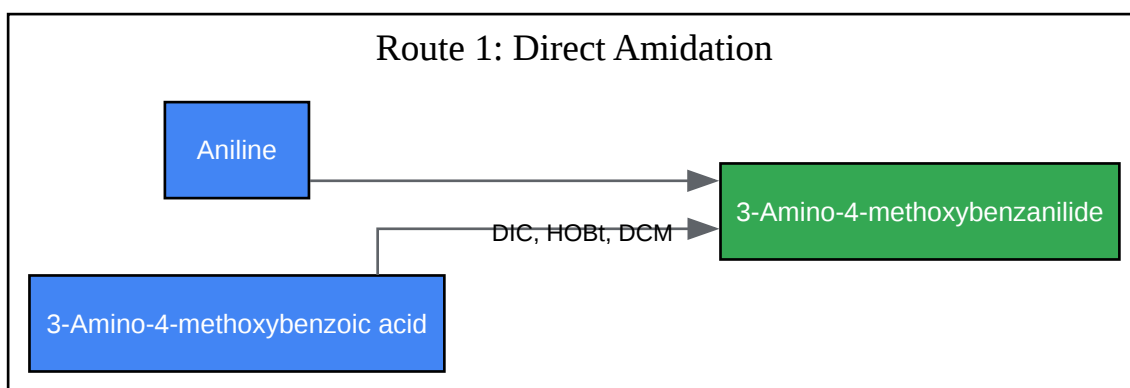 Route 1: Direct Amidation
Aniline
3-Amino-4-methoxybenzanilide
DIC, HOBt, DCM
3-Amino-4-methoxybenzoic acid